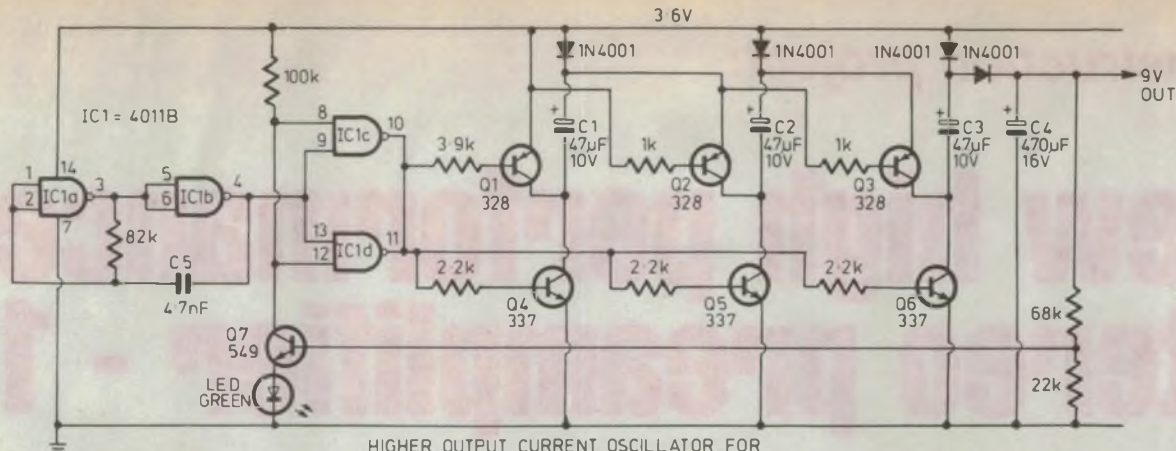 3.6V
1N4001
1N4001
1N4001
1N4001
9V
OUT
100k
IC1 = 4011B
8
9
IC1c
10
3.9k
Q1
328
+
C1
47µF
10V
1k
Q2
328
+
C2
47µF
10V
1k
Q3
328
+
C3
47µF
10V
+
C4
470µF
16V
1
2
14
IC1a
3
7
5
6
IC1b
4
82k
C5
4.7nF
13
12
IC1d
11
2.2k
Q4
337
2.2k
Q5
337
2.2k
Q6
337
68k
22k
Q7
549
LED
GREEN
HIGHER OUTPUT CURRENT OSCILLATOR FOR